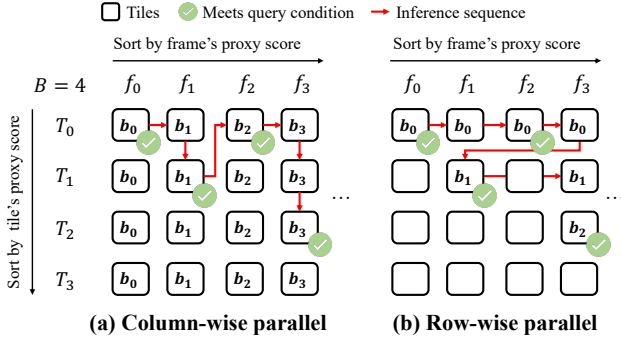 Tiles Meets query condition Inference sequence
Sort by frame's proxy score Sort by frame's proxy score
B = 4 f0 f1 f2 f3 f0 f1 f2 f3
Sort by tile's proxy score
T0 b0 b1 b2 b3 b0 b0 b0 b0
T1 b0 b1 b2 b3 ... b1 b1 ...
T2 b0 b1 b2 b3 b2
T3 b0 b1 b2 b3
(a) Column-wise parallel (b) Row-wise parallel